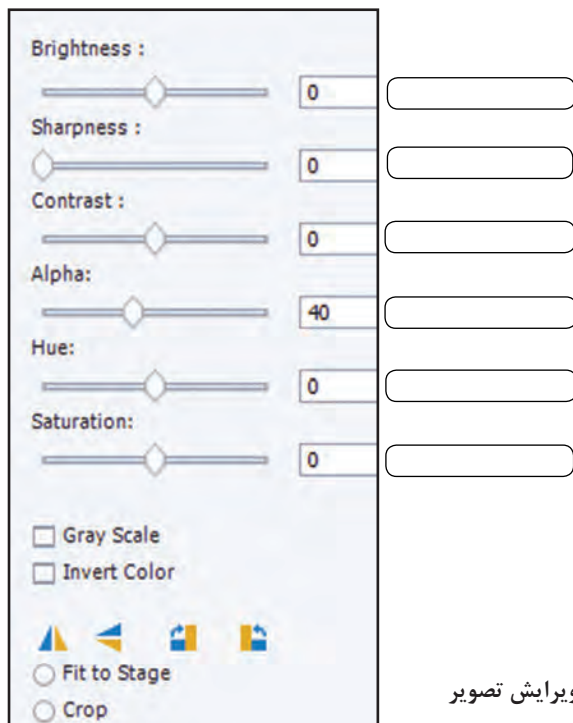 Brightness :
0
Sharpness :
0
Contrast :
0
Alpha:
40
Hue:
0
Saturation:
0
Gray Scale
Invert Color
Fit to Stage
ویرایش تصویر
Crop